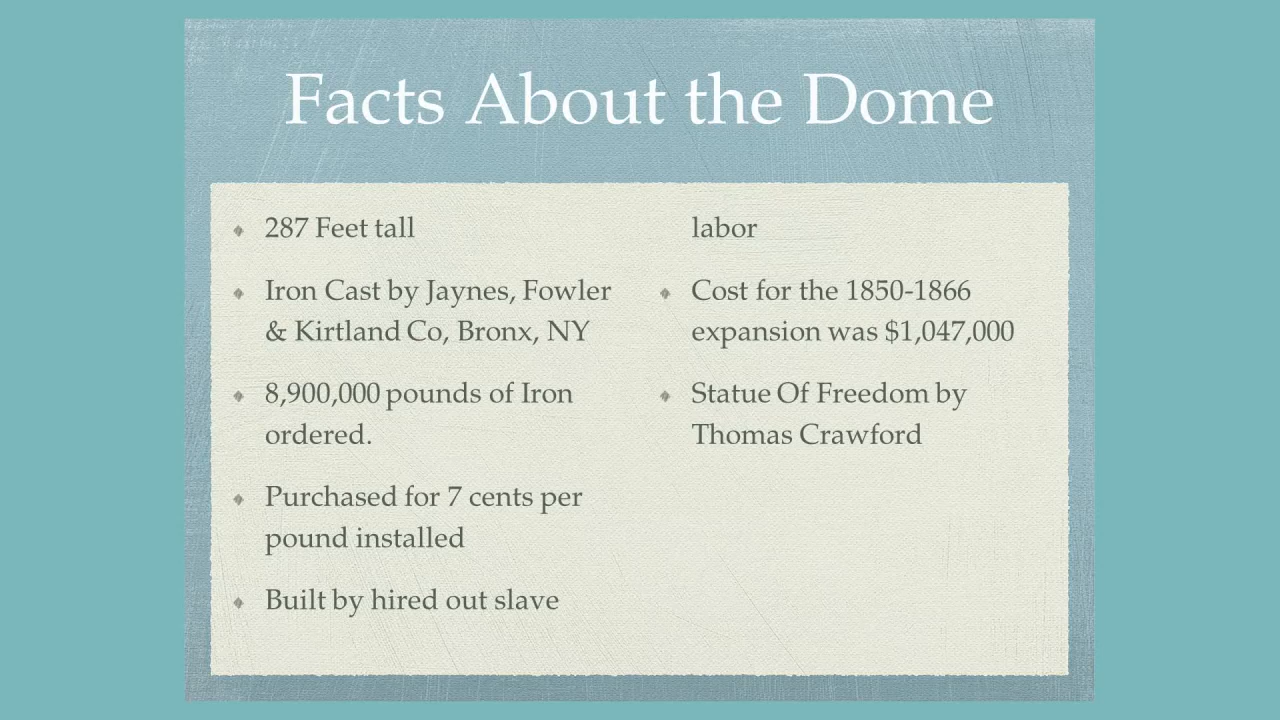 Facts About the Dome
287 Feet tall
Iron Cast by Jaynes, Fowler
& Kirtland Co, Bronx, NY
8,900,000 pounds of Iron
ordered.
Purchased for 7 cents per
pound installed
Built by hired out slave
labor
Cost for the 1850-1866
expansion was $1,047,000
Statue Of Freedom by
Thomas Crawford